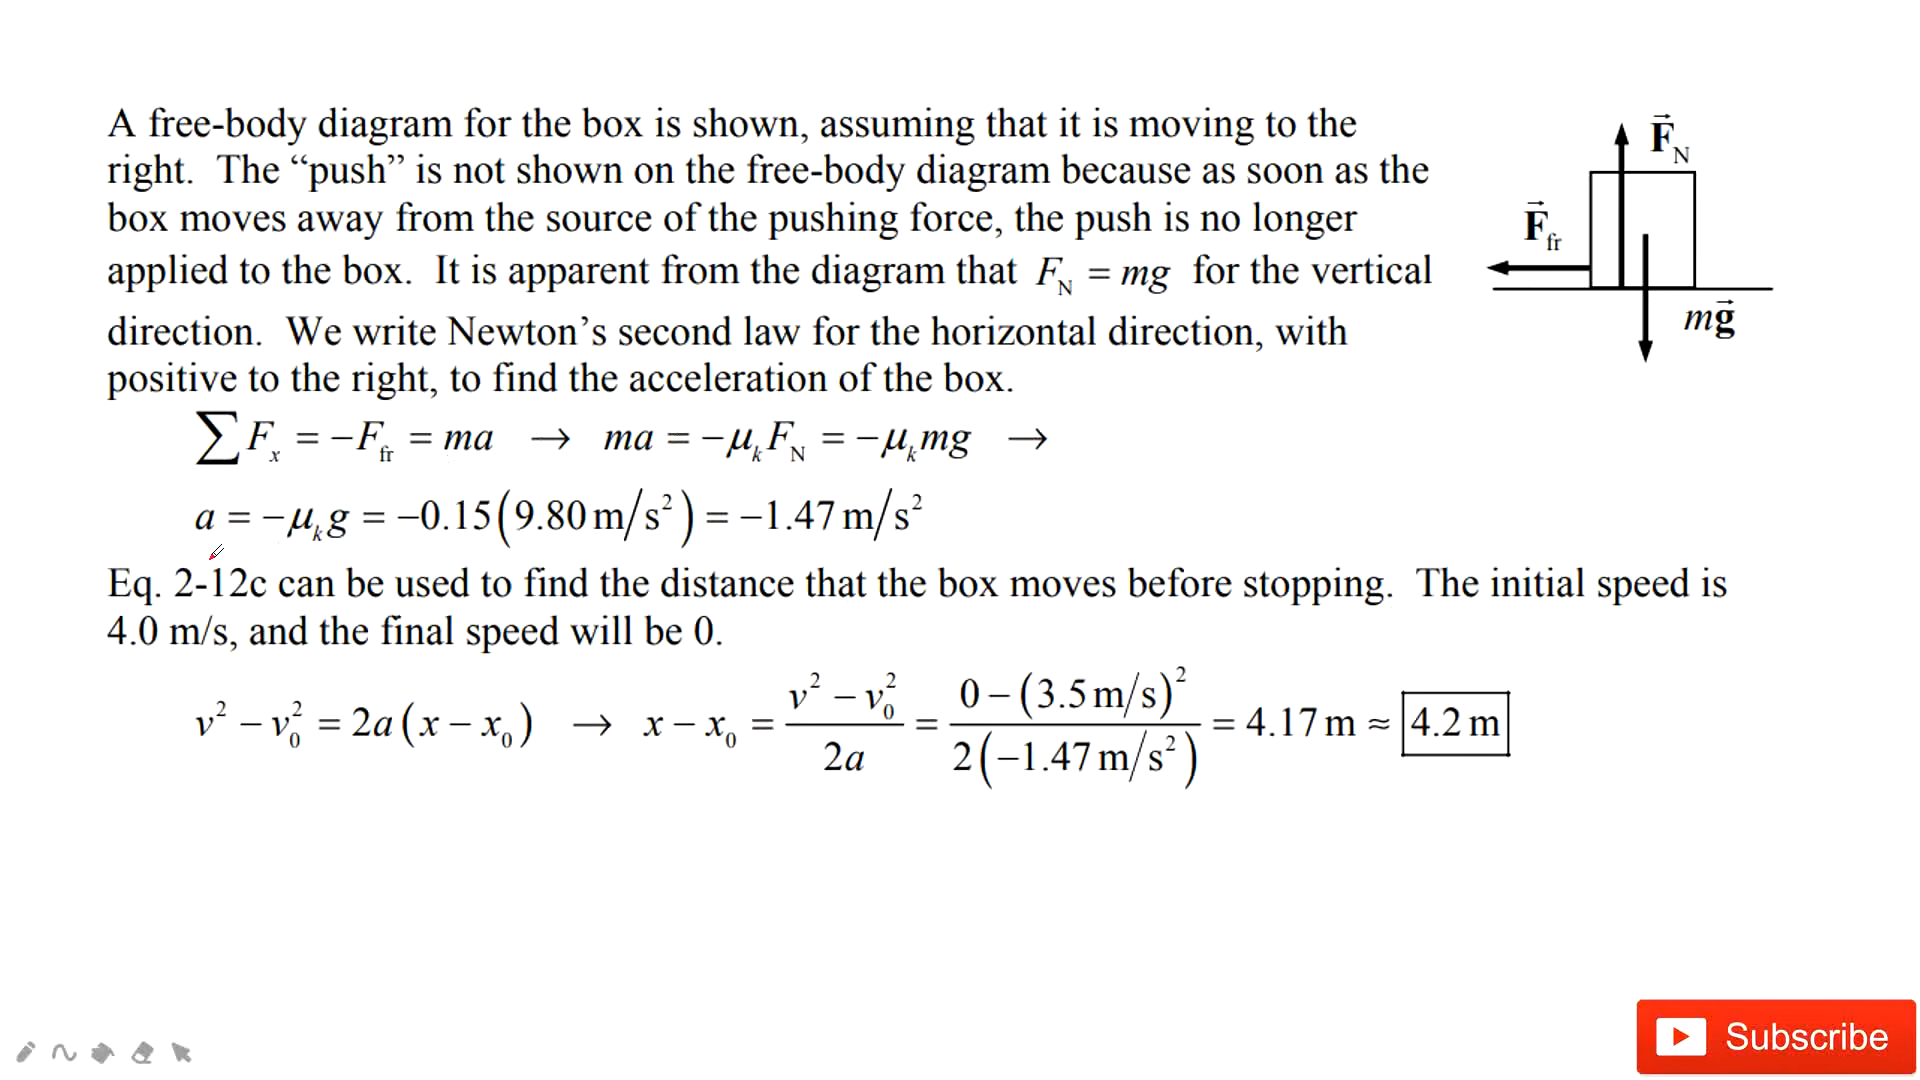 A free-body diagram for the box is shown, assuming that it is moving to the
right. The “push” is not shown on the free-body diagram because as soon as the
box moves away from the source of the pushing force, the push is no longer
applied to the box. It is apparent from the diagram that F_N = mg for the vertical
direction. We write Newton’s second law for the horizontal direction, with
positive to the right, to find the acceleration of the box.
∑F_x = −F_fr = ma → ma = −μ_k F_N = −μ_k mg →
a = −μ_k g = −0.15(9.80 m/s²) = −1.47 m/s²
Eq. 2-12c can be used to find the distance that the box moves before stopping. The initial speed is
4.0 m/s, and the final speed will be 0.
v² − v₀² = 2a(x − x₀) → x − x₀ = (v² − v₀²)/(2a) = (0 − (3.5 m/s)²)/(2(−1.47 m/s²)) = 4.17 m ≈ 4.2 m
F⃗_N
F⃗_fr
mg⃗
Subscribe